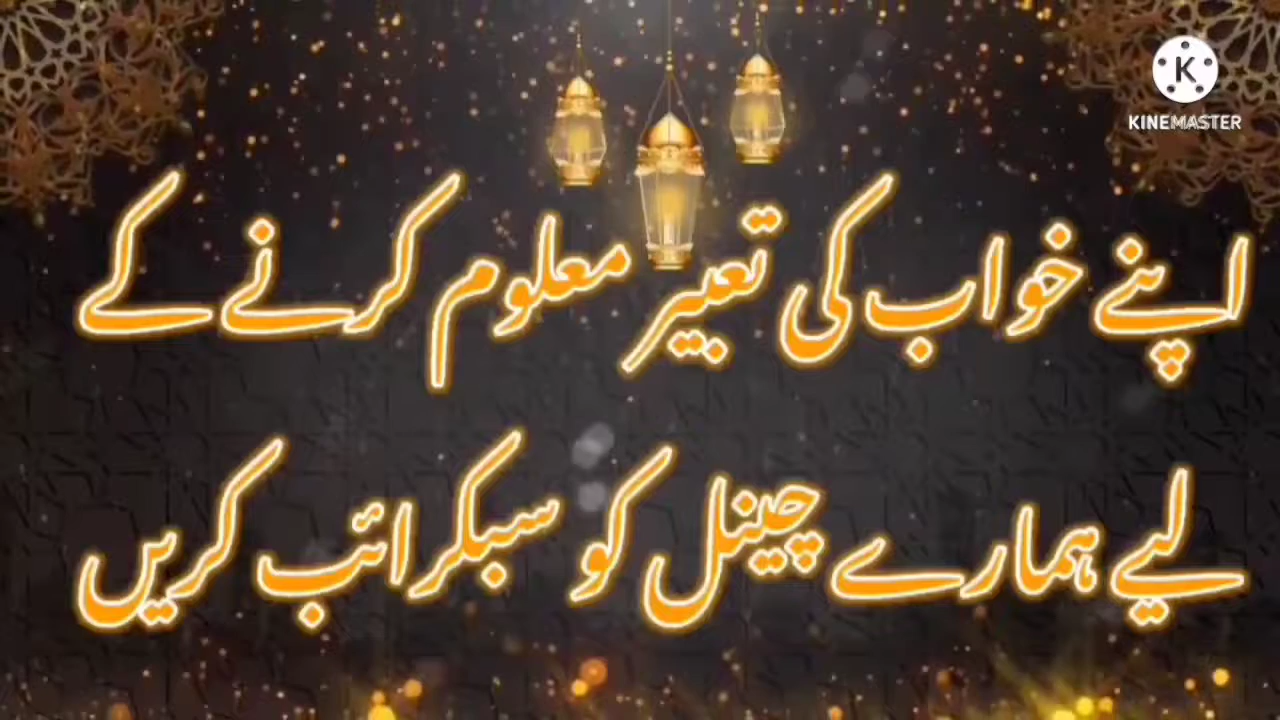 KINEMASTER
اپنے خواب کی تعبیر معلوم کرنے کے
لیے ہمارے چینل کو سبکرائب کریں